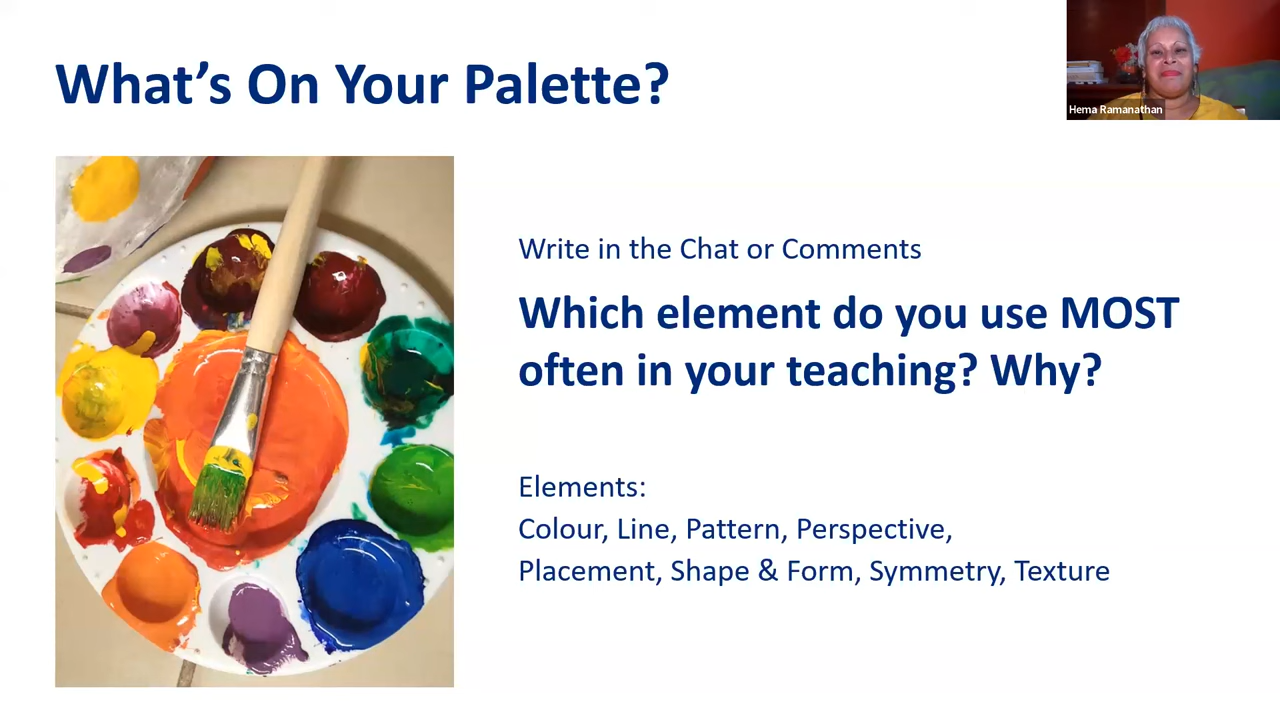 What's On Your Palette?
Hema Ramanathan
Write in the Chat or Comments
Which element do you use MOST
often in your teaching? Why?
Elements:
Colour, Line, Pattern, Perspective,
Placement, Shape & Form, Symmetry, Texture